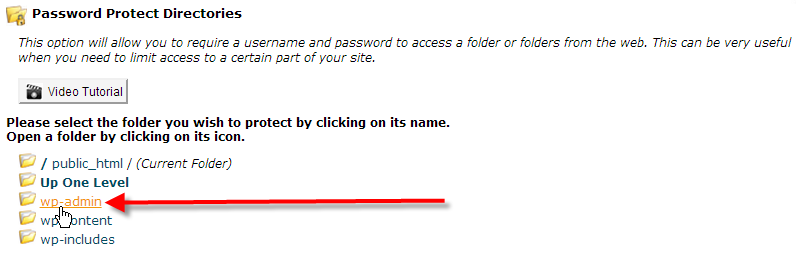 Password Protect Directories
This option will allow you to require a username and password to access a folder or folders from the web. This can be very useful
when you need to limit access to a certain part of your site.
Video Tutorial
Please select the folder you wish to protect by clicking on its name.
Open a folder by clicking on its icon.
/ public_html / (Current Folder)
Up One Level
wp-admin
wp-content
wp-includes